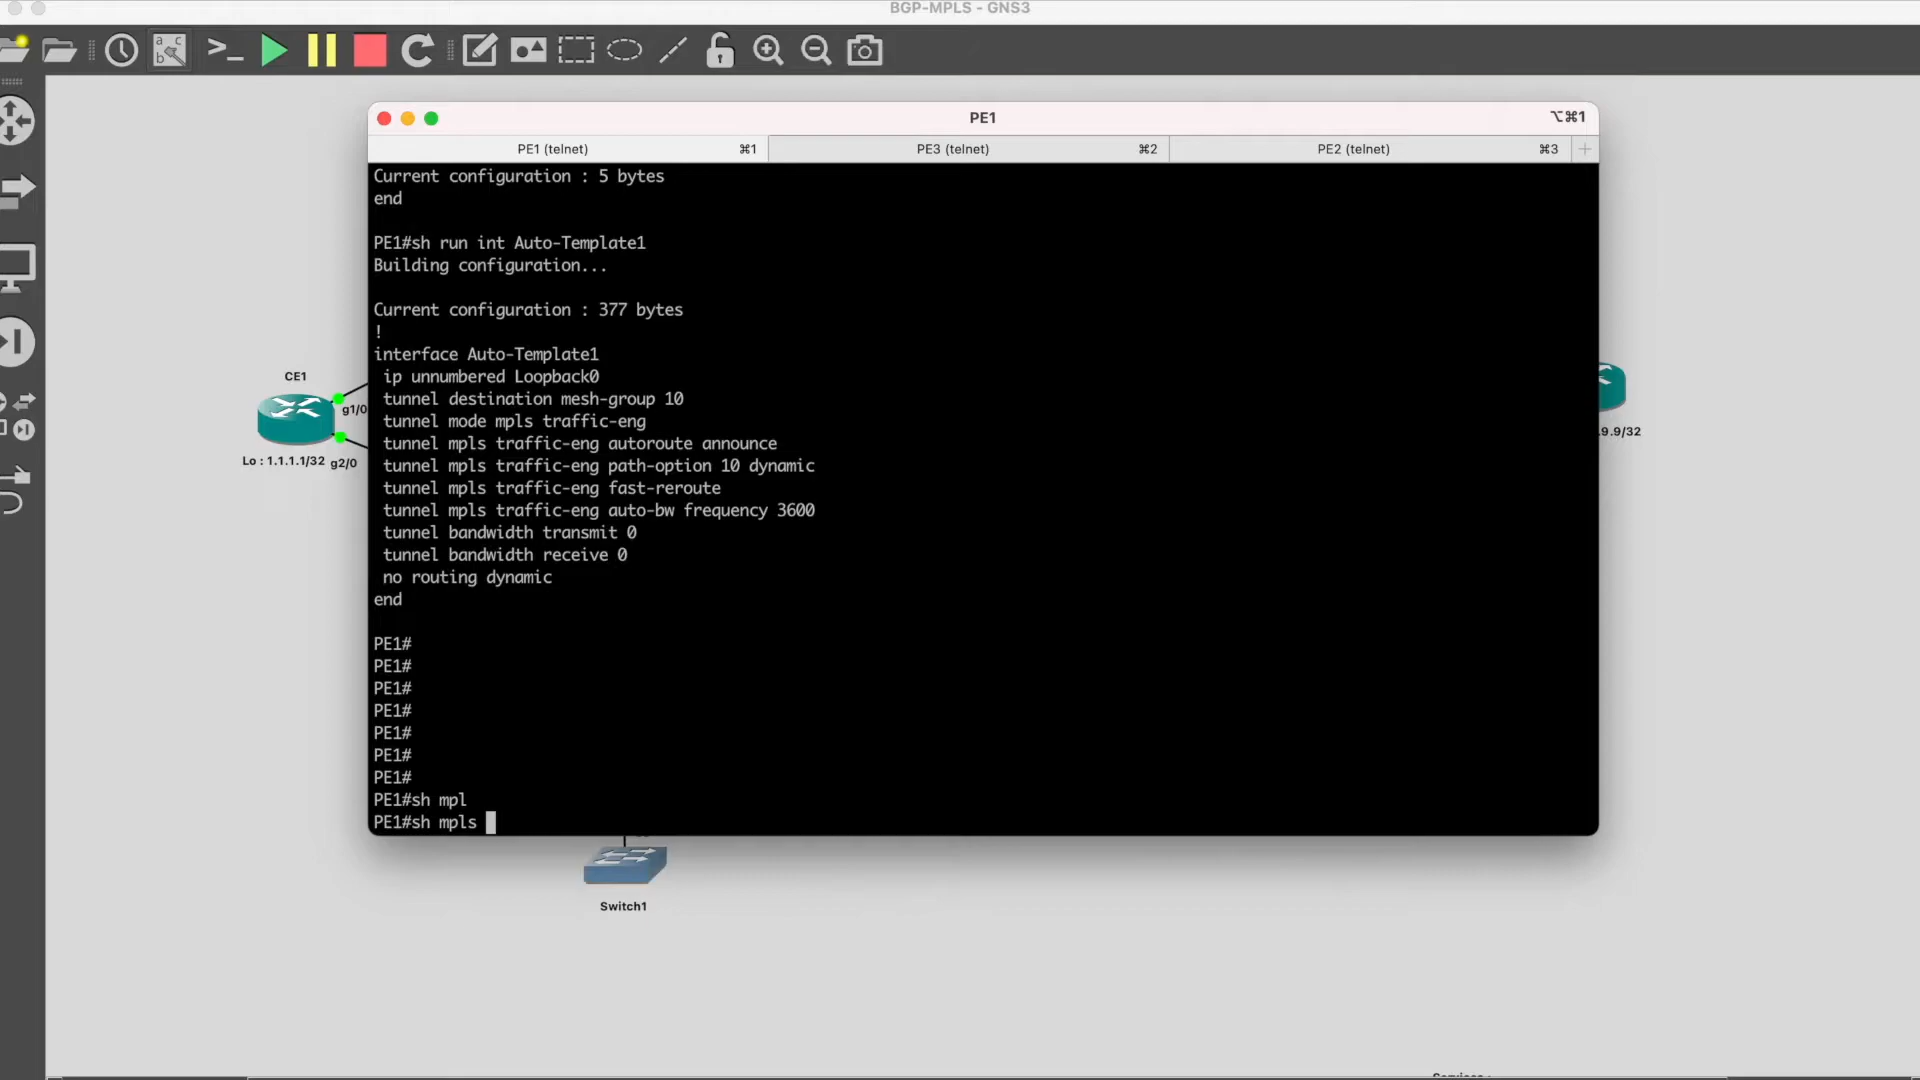 BGP-MPLS - GNS3
PE1
⌥⌘1
PE1 (telnet) ⌘1
PE3 (telnet) ⌘2
PE2 (telnet) ⌘3
Current configuration : 5 bytes
end
PE1#sh run int Auto-Template1
Building configuration...
Current configuration : 377 bytes
!
interface Auto-Template1
ip unnumbered Loopback0
tunnel destination mesh-group 10
tunnel mode mpls traffic-eng
tunnel mpls traffic-eng autoroute announce
tunnel mpls traffic-eng path-option 10 dynamic
tunnel mpls traffic-eng fast-reroute
tunnel mpls traffic-eng auto-bw frequency 3600
tunnel bandwidth transmit 0
tunnel bandwidth receive 0
no routing dynamic
end
PE1#
PE1#
PE1#
PE1#
PE1#
PE1#
PE1#
PE1#sh mpl
PE1#sh mpls
CE1
g1/0
Lo : 1.1.1.1/32 g2/0
.9.9/32
Switch1